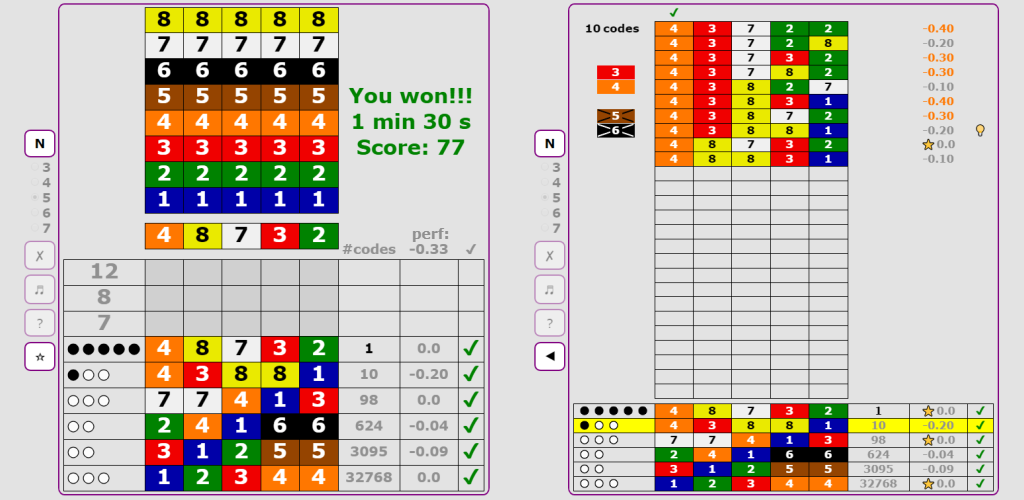 8 8 8 8 8
7 7 7 7 7
6 6 6 6 6
5 5 5 5 5
4 4 4 4 4
3 3 3 3 3
2 2 2 2 2
1 1 1 1 1
You won!!!
1 min 30 s
Score: 77
N
3
4
5
6
7
✗
♬
?
☆
4 8 7 3 2
#codes
perf:
-0.33
✓
12
8
7
4 8 7 3 2 1 0.0 ✓
4 3 8 8 1 10 -0.20 ✓
7 7 4 1 3 98 0.0 ✓
2 4 1 6 6 624 -0.04 ✓
3 1 2 5 5 3095 -0.09 ✓
1 2 3 4 4 32768 0.0 ✓
N
3
4
5
6
7
✗
♬
?
◀
10 codes
3
4
5
6
✓
4 3 7 2 2 -0.40
4 3 7 2 8 -0.20
4 3 7 3 2 -0.30
4 3 7 8 2 -0.30
4 3 8 2 7 -0.10
4 3 8 3 1 -0.40
4 3 8 7 2 -0.30
4 3 8 8 1 -0.20
4 8 7 3 2 0.0
4 8 8 3 1 -0.10
4 8 7 3 2 1 0.0 ✓
4 3 8 8 1 10 -0.20 ✓
7 7 4 1 3 98 0.0 ✓
2 4 1 6 6 624 -0.04 ✓
3 1 2 5 5 3095 -0.09 ✓
1 2 3 4 4 32768 0.0 ✓